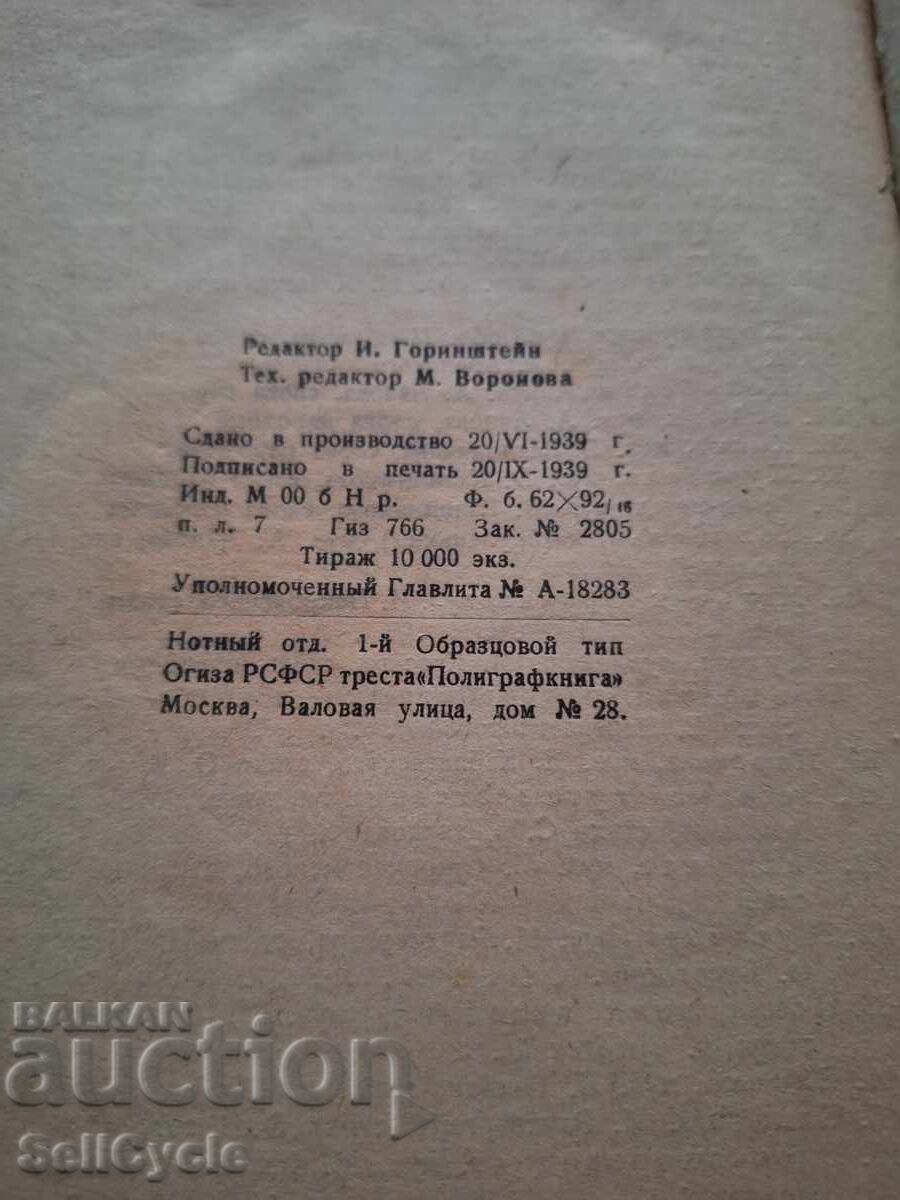 Редактор И. Горинштейн
Тех. редактор М. Воронова
Сдано в производство 20/VI-1939 г.
Подписано в печать 20/IX-1939 г.
Инд. М 00 б Н р. Ф. б. 62×92/16
п. л. 7 Гиз 766 Зак. № 2805
Тираж 10 000 экз.
Уполномоченный Главлита № А-18283
Нотный отд. 1-й Образцовой тип
Огиза РСФСР треста «Полиграфкнига»
Москва, Валовая улица, дом № 28.
BALKAN
auction
SellCycle